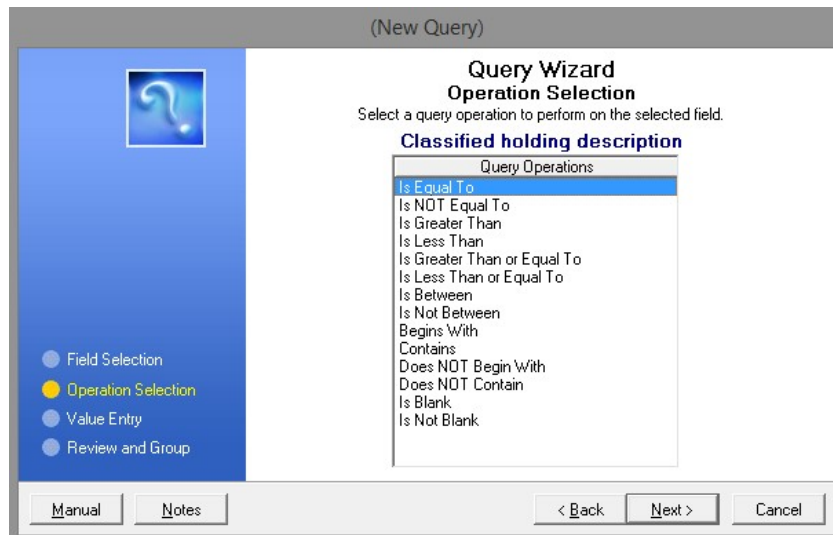 (New Query)
Query Wizard
Operation Selection
Select a query operation to perform on the selected field.
Classified holding description
Query Operations
Is Equal To
Is NOT Equal To
Is Greater Than
Is Less Than
Is Greater Than or Equal To
Is Less Than or Equal To
Is Between
Is Not Between
Begins With
Contains
Does NOT Begin With
Does NOT Contain
Is Blank
Is Not Blank
Field Selection
Operation Selection
Value Entry
Review and Group
Manual Notes < Back Next > Cancel